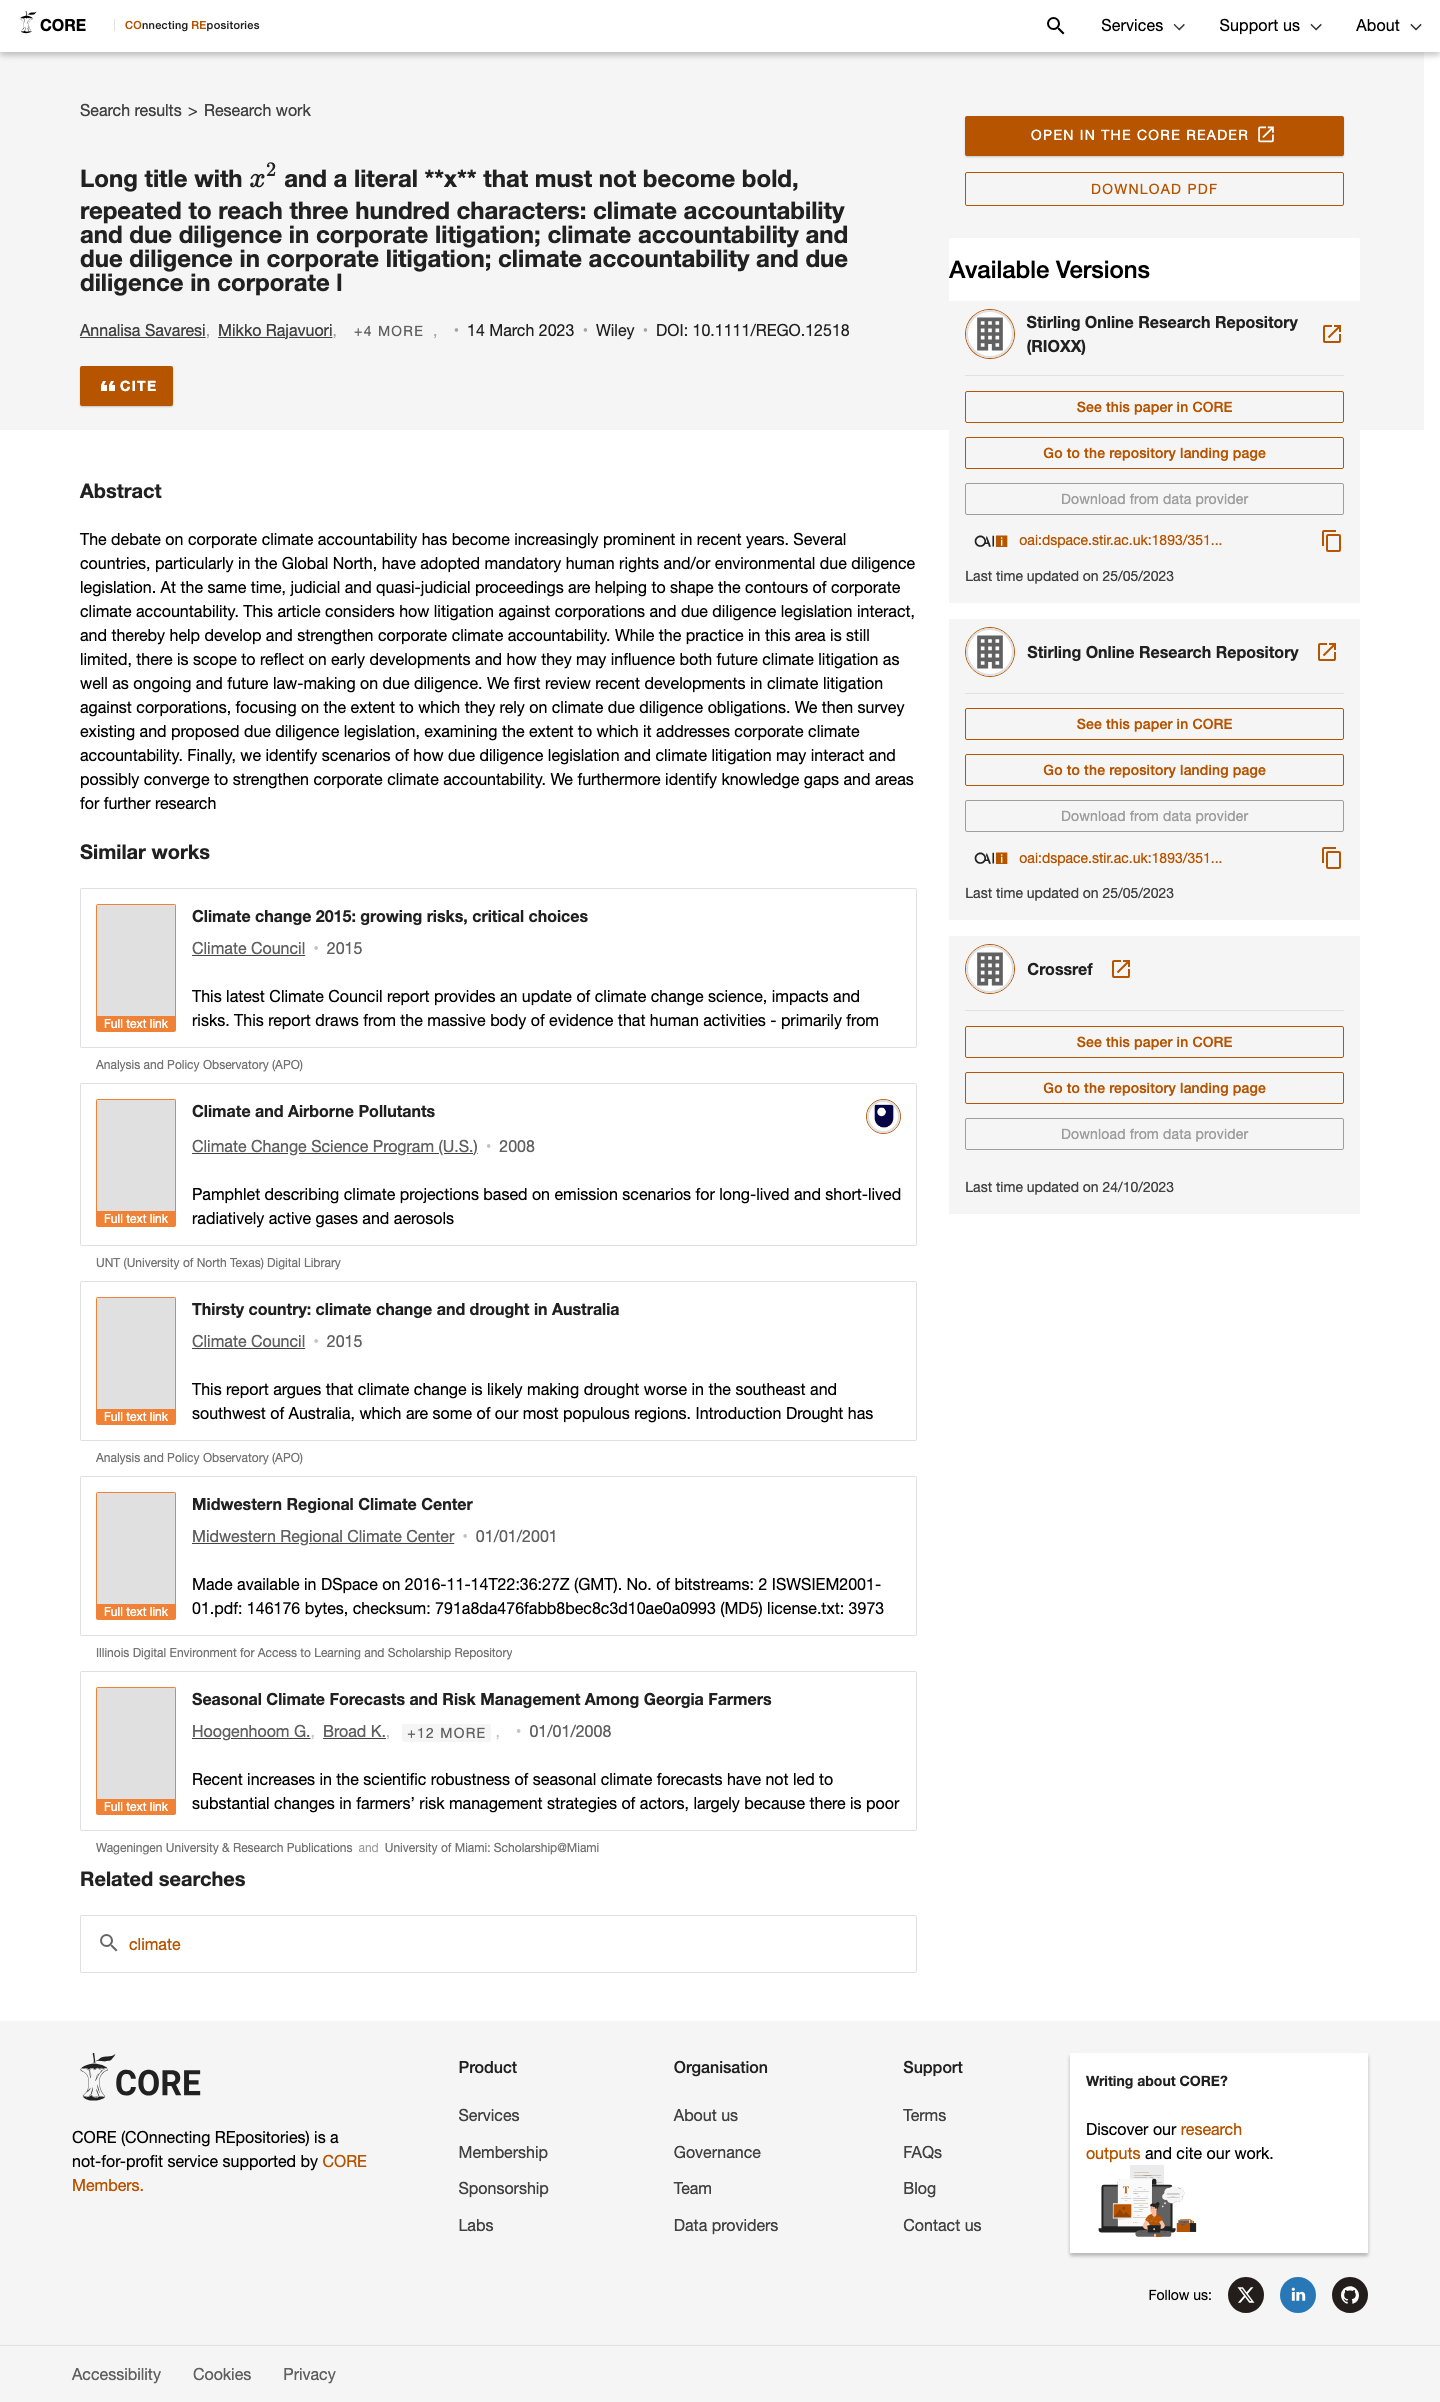 CORE
COnnecting REpositories
Services
Support us
About
Search results > Research work
Long title with x² and a literal **x** that must not become bold,
repeated to reach three hundred characters: climate accountability
and due diligence in corporate litigation; climate accountability and
due diligence in corporate litigation; climate accountability and due
diligence in corporate l
Annalisa Savaresi, Mikko Rajavuori, +4 MORE , • 14 March 2023 • Wiley • DOI: 10.1111/REGO.12518
CITE
OPEN IN THE CORE READER
DOWNLOAD PDF
Abstract
The debate on corporate climate accountability has become increasingly prominent in recent years. Several
countries, particularly in the Global North, have adopted mandatory human rights and/or environmental due diligence
legislation. At the same time, judicial and quasi-judicial proceedings are helping to shape the contours of corporate
climate accountability. This article considers how litigation against corporations and due diligence legislation interact,
and thereby help develop and strengthen corporate climate accountability. While the practice in this area is still
limited, there is scope to reflect on early developments and how they may influence both future climate litigation as
well as ongoing and future law-making on due diligence. We first review recent developments in climate litigation
against corporations, focusing on the extent to which they rely on climate due diligence obligations. We then survey
existing and proposed due diligence legislation, examining the extent to which it addresses corporate climate
accountability. Finally, we identify scenarios of how due diligence legislation and climate litigation may interact and
possibly converge to strengthen corporate climate accountability. We furthermore identify knowledge gaps and areas
for further research
Similar works
Climate change 2015: growing risks, critical choices
Climate Council • 2015
This latest Climate Council report provides an update of climate change science, impacts and
risks. This report draws from the massive body of evidence that human activities - primarily from
Full text link
Analysis and Policy Observatory (APO)
Climate and Airborne Pollutants
Climate Change Science Program (U.S.) • 2008
Pamphlet describing climate projections based on emission scenarios for long-lived and short-lived
radiatively active gases and aerosols
Full text link
UNT (University of North Texas) Digital Library
Thirsty country: climate change and drought in Australia
Climate Council • 2015
This report argues that climate change is likely making drought worse in the southeast and
southwest of Australia, which are some of our most populous regions. Introduction Drought has
Full text link
Analysis and Policy Observatory (APO)
Midwestern Regional Climate Center
Midwestern Regional Climate Center • 01/01/2001
Made available in DSpace on 2016-11-14T22:36:27Z (GMT). No. of bitstreams: 2 ISWSIEM2001-
01.pdf: 146176 bytes, checksum: 791a8da476fabb8bec8c3d10ae0a0993 (MD5) license.txt: 3973
Full text link
Illinois Digital Environment for Access to Learning and Scholarship Repository
Seasonal Climate Forecasts and Risk Management Among Georgia Farmers
Hoogenhoom G., Broad K., +12 MORE , • 01/01/2008
Recent increases in the scientific robustness of seasonal climate forecasts have not led to
substantial changes in farmers’ risk management strategies of actors, largely because there is poor
Full text link
Wageningen University & Research Publications and University of Miami: Scholarship@Miami
Related searches
climate
Available Versions
Stirling Online Research Repository
(RIOXX)
See this paper in CORE
Go to the repository landing page
Download from data provider
OAI oai:dspace.stir.ac.uk:1893/351...
Last time updated on 25/05/2023
Stirling Online Research Repository
See this paper in CORE
Go to the repository landing page
Download from data provider
OAI oai:dspace.stir.ac.uk:1893/351...
Last time updated on 25/05/2023
Crossref
See this paper in CORE
Go to the repository landing page
Download from data provider
Last time updated on 24/10/2023
CORE
CORE (COnnecting REpositories) is a
not-for-profit service supported by CORE
Members.
Product
Services
Membership
Sponsorship
Labs
Organisation
About us
Governance
Team
Data providers
Support
Terms
FAQs
Blog
Contact us
Writing about CORE?
Discover our research
outputs and cite our work.
T
Follow us:
X
in
Accessibility
Cookies
Privacy